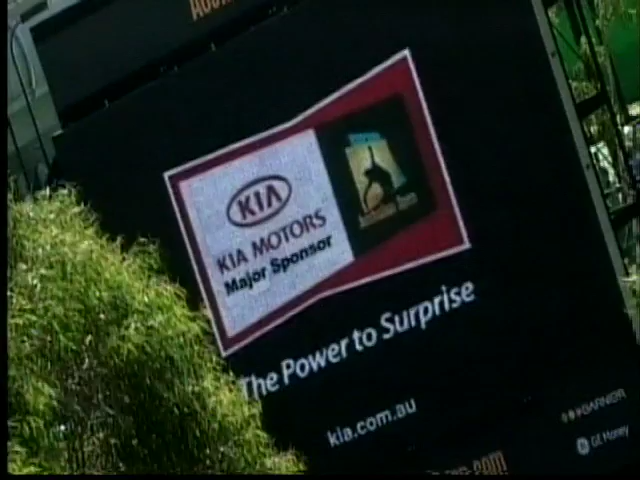 KIA
KIA MOTORS
Major Sponsor
The Power to Surprise
kia.com.au
GARNIER
GE Money